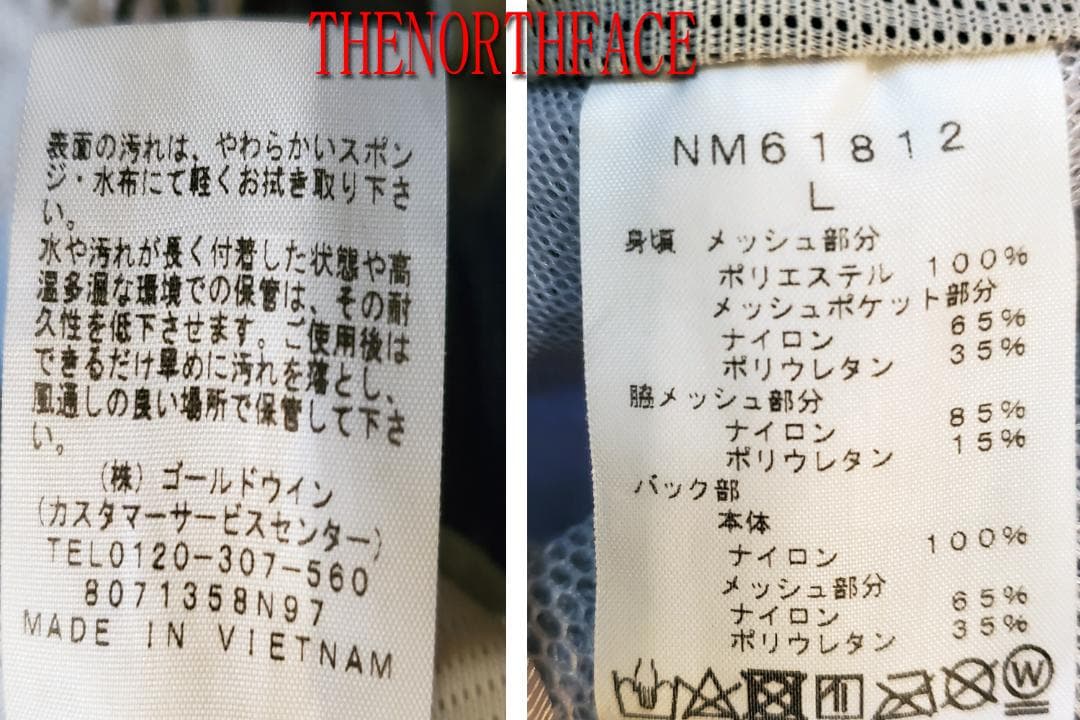 THENORTHFACE
表面の汚れは、やわらかいスポン
ジ・水布にて軽くお拭き取り下さ
い。
水や汚れが長く付着した状態や高
温多湿な環境での保管は、その耐
久性を低下させます。ご使用後は
できるだけ早めに汚れを落とし、
風通しの良い場所で保管して下さ
い。
(株) ゴールドウイン
(カスタマーサービスセンター)
TEL0120-307-560
8071358N97
MADE IN VIETNAM
NM61812
L
身頃 メッシュ部分
ポリエステル 100%
メッシュポケット部分
ナイロン 65%
ポリウレタン 35%
脇メッシュ部分
ナイロン 85%
ポリウレタン 15%
バック部
本体
ナイロン 100%
メッシュ部分
ナイロン 65%
ポリウレタン 35%
W